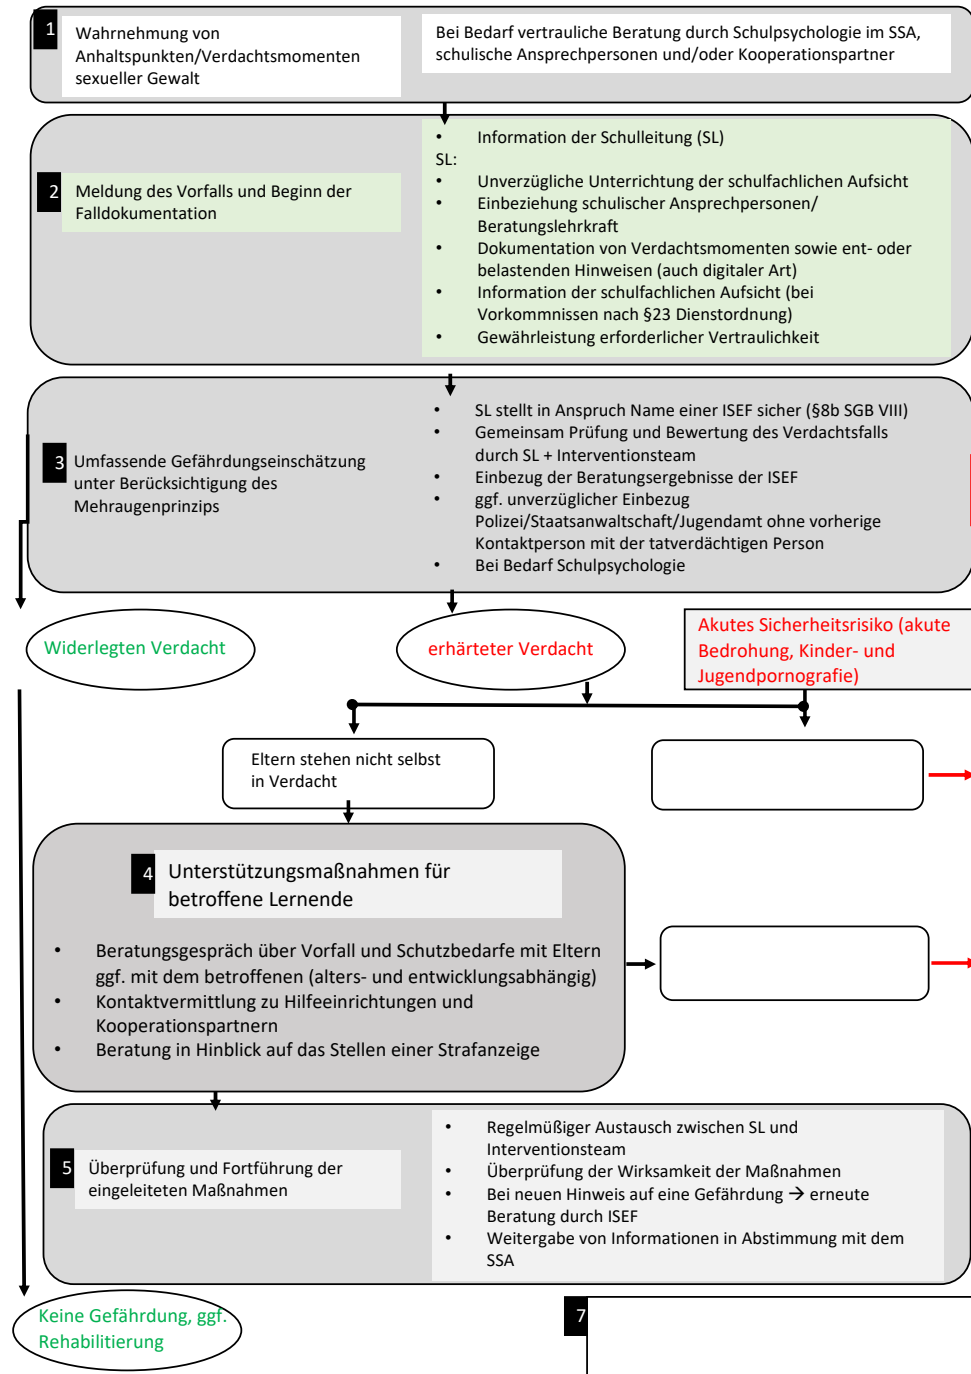 1
Wahrnehmung von
Anhaltspunkten/Verdachtsmomenten
sexueller Gewalt
Bei Bedarf vertrauliche Beratung durch Schulpsychologie im SSA,
schulische Ansprechpersonen und/oder Kooperationspartner
2
Meldung des Vorfalls und Beginn der
Falldokumentation
• Information der Schulleitung (SL)
SL:
• Unverzügliche Unterrichtung der schulfachlichen Aufsicht
• Einbeziehung schulischer Ansprechpersonen/
Beratungslehrkraft
• Dokumentation von Verdachtsmomenten sowie ent- oder
belastenden Hinweisen (auch digitaler Art)
• Information der schulfachlichen Aufsicht (bei
Vorkommnissen nach §23 Dienstordnung)
• Gewährleistung erforderlicher Vertraulichkeit
3
Umfassende Gefährdungseinschätzung
unter Berücksichtigung des
Mehraugenprinzips
• SL stellt in Anspruch Name einer ISEF sicher (§8b SGB VIII)
• Gemeinsam Prüfung und Bewertung des Verdachtsfalls
durch SL + Interventionsteam
• Einbezug der Beratungsergebnisse der ISEF
• ggf. unverzüglicher Einbezug
Polizei/Staatsanwaltschaft/Jugendamt ohne vorherige
Kontaktperson mit der tatverdächtigen Person
• Bei Bedarf Schulpsychologie
Widerlegten Verdacht
erhärteter Verdacht
Akutes Sicherheitsrisiko (akute
Bedrohung, Kinder- und
Jugendpornografie)
Eltern stehen nicht selbst
in Verdacht
4
Unterstützungsmaßnahmen für
betroffene Lernende
• Beratungsgespräch über Vorfall und Schutzbedarfe mit Eltern
ggf. mit dem betroffenen (alters- und entwicklungsabhängig)
• Kontaktvermittlung zu Hilfeeinrichtungen und
Kooperationspartnern
• Beratung in Hinblick auf das Stellen einer Strafanzeige
5
Überprüfung und Fortführung der
eingeleiteten Maßnahmen
• Regelmüßiger Austausch zwischen SL und
Interventionsteam
• Überprüfung der Wirksamkeit der Maßnahmen
• Bei neuen Hinweis auf eine Gefährdung → erneute
Beratung durch ISEF
• Weitergabe von Informationen in Abstimmung mit dem
SSA
Keine Gefährdung, ggf.
Rehabilitierung
7